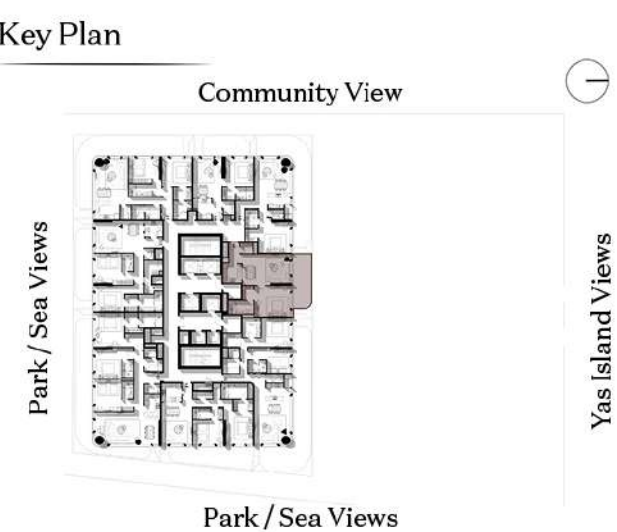 Key Plan
Community View
Park / Sea Views
Yas Island Views
Park / Sea Views